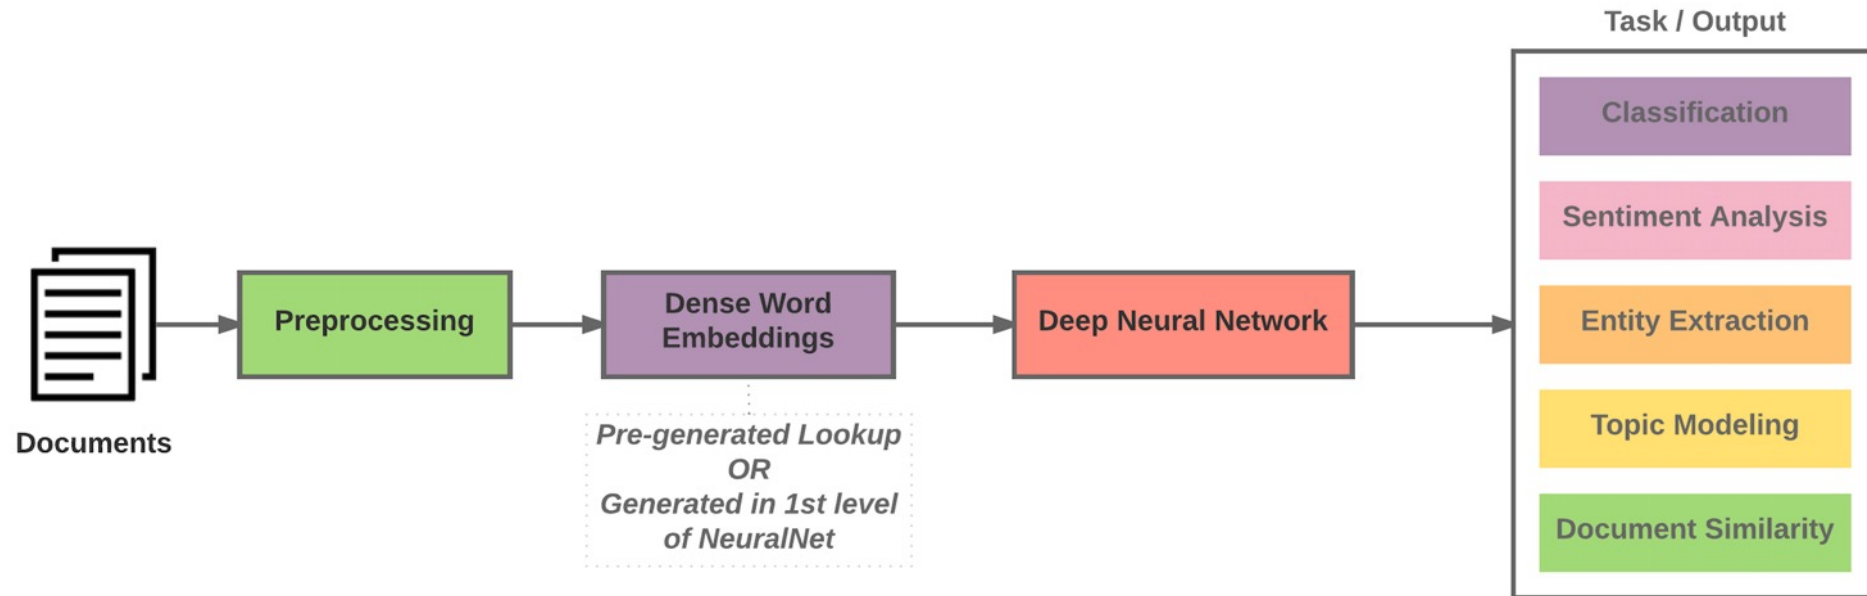 Task / Output
Classification
Sentiment Analysis
Entity Extraction
Topic Modeling
Document Similarity
Documents
Preprocessing
Dense Word
Embeddings
Deep Neural Network
Pre-generated Lookup
OR
Generated in 1st level
of NeuralNet